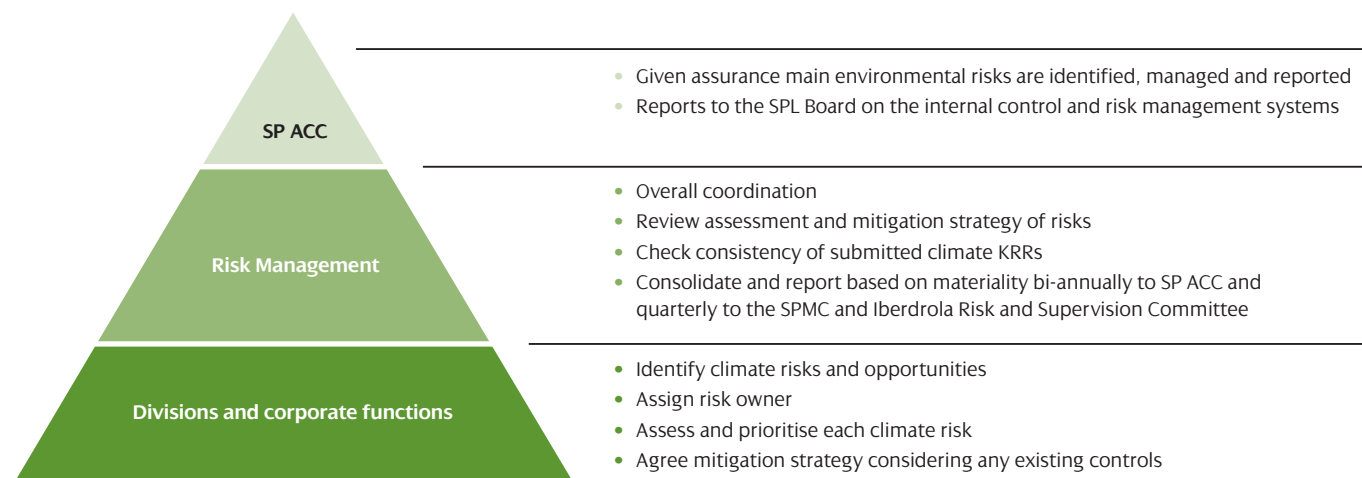 SP ACC
• Given assurance main environmental risks are identified, managed and reported
• Reports to the SPL Board on the internal control and risk management systems
Risk Management
• Overall coordination
• Review assessment and mitigation strategy of risks
• Check consistency of submitted climate KRRs
• Consolidate and report based on materiality bi-annually to SP ACC and
quarterly to the SPMC and Iberdrola Risk and Supervision Committee
Divisions and corporate functions
• Identify climate risks and opportunities
• Assign risk owner
• Assess and prioritise each climate risk
• Agree mitigation strategy considering any existing controls